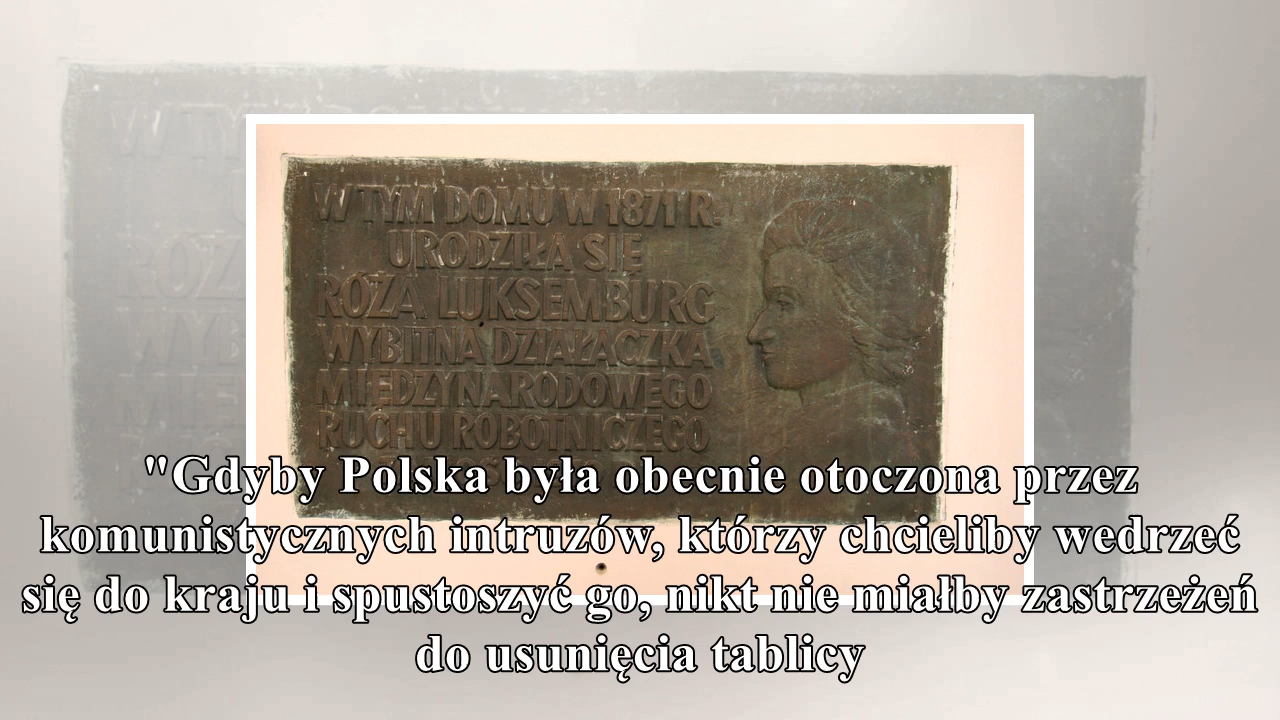 W TYM DOMU W 1871 R.
URODZIŁA SIĘ
RÓŻA LUKSEMBURG
WYBITNA DZIAŁACZKA
MIĘDZYNARODOWEGO
RUCHU ROBOTNICZEGO
"Gdyby Polska była obecnie otoczona przez
komunistycznych intruzów, którzy chcieliby wedrzeć
się do kraju i spustoszyć go, nikt nie miałby zastrzeżeń
do usunięcia tablicy